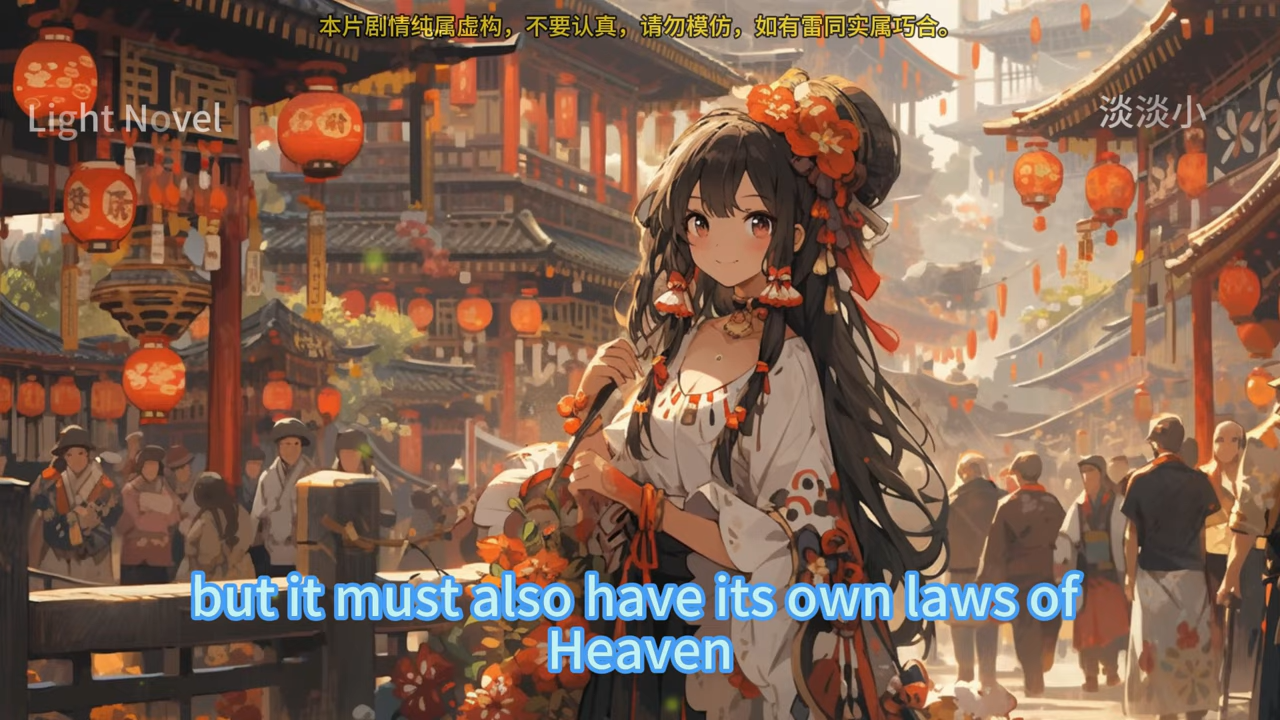 本片剧情纯属虚构，不要认真，请勿模仿，如有雷同实属巧合。
Light Novel
淡淡小
but it must also have its own laws of
Heaven